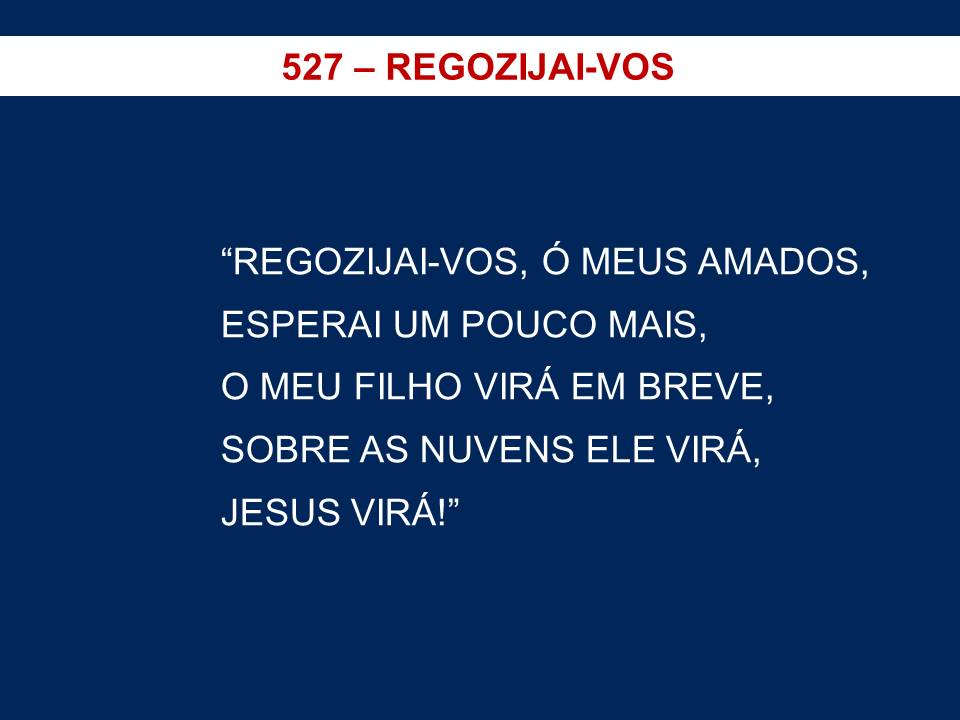 527 – REGOZIJAI-VOS
“REGOZIJAI-VOS, Ó MEUS AMADOS,
ESPERAI UM POUCO MAIS,
O MEU FILHO VIRÁ EM BREVE,
SOBRE AS NUVENS ELE VIRÁ,
JESUS VIRÁ!”